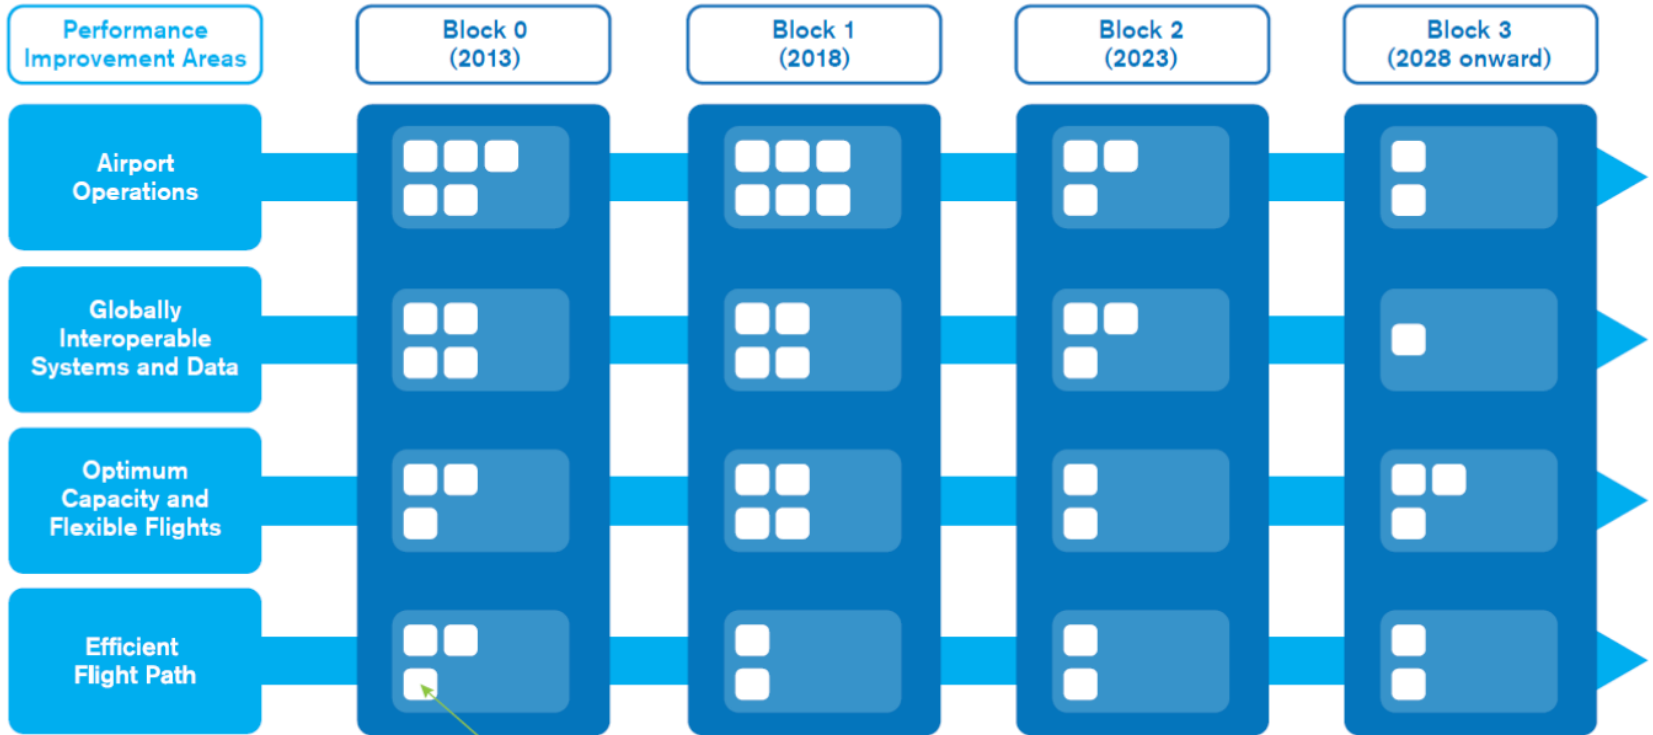 Performance
Improvement Areas
Block 0
(2013)
Block 1
(2018)
Block 2
(2023)
Block 3
(2028 onward)
Airport
Operations
Globally
Interoperable
Systems and Data
Optimum
Capacity and
Flexible Flights
Efficient
Flight Path